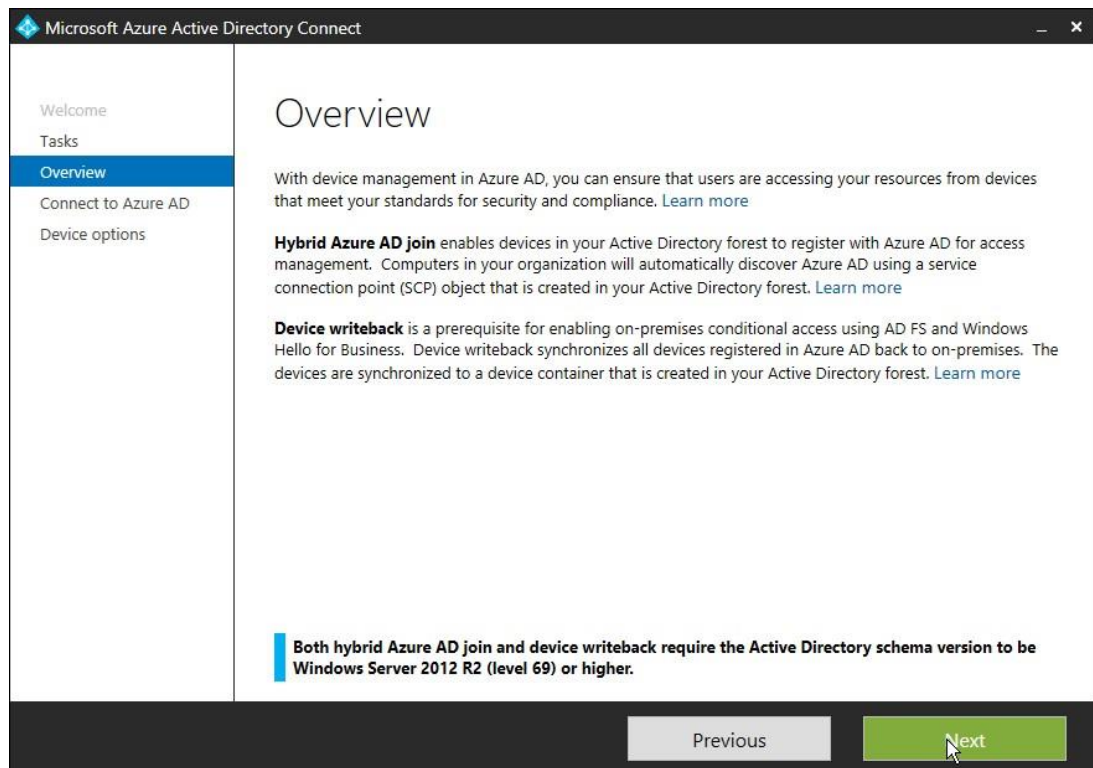 Microsoft Azure Active Directory Connect
Welcome
Tasks
Overview
Connect to Azure AD
Device options
Overview
With device management in Azure AD, you can ensure that users are accessing your resources from devices
that meet your standards for security and compliance. Learn more
Hybrid Azure AD join enables devices in your Active Directory forest to register with Azure AD for access
management.  Computers in your organization will automatically discover Azure AD using a service
connection point (SCP) object that is created in your Active Directory forest. Learn more
Device writeback is a prerequisite for enabling on-premises conditional access using AD FS and Windows
Hello for Business.  Device writeback synchronizes all devices registered in Azure AD back to on-premises.  The
devices are synchronized to a device container that is created in your Active Directory forest. Learn more
Both hybrid Azure AD join and device writeback require the Active Directory schema version to be
Windows Server 2012 R2 (level 69) or higher.
Previous
Next